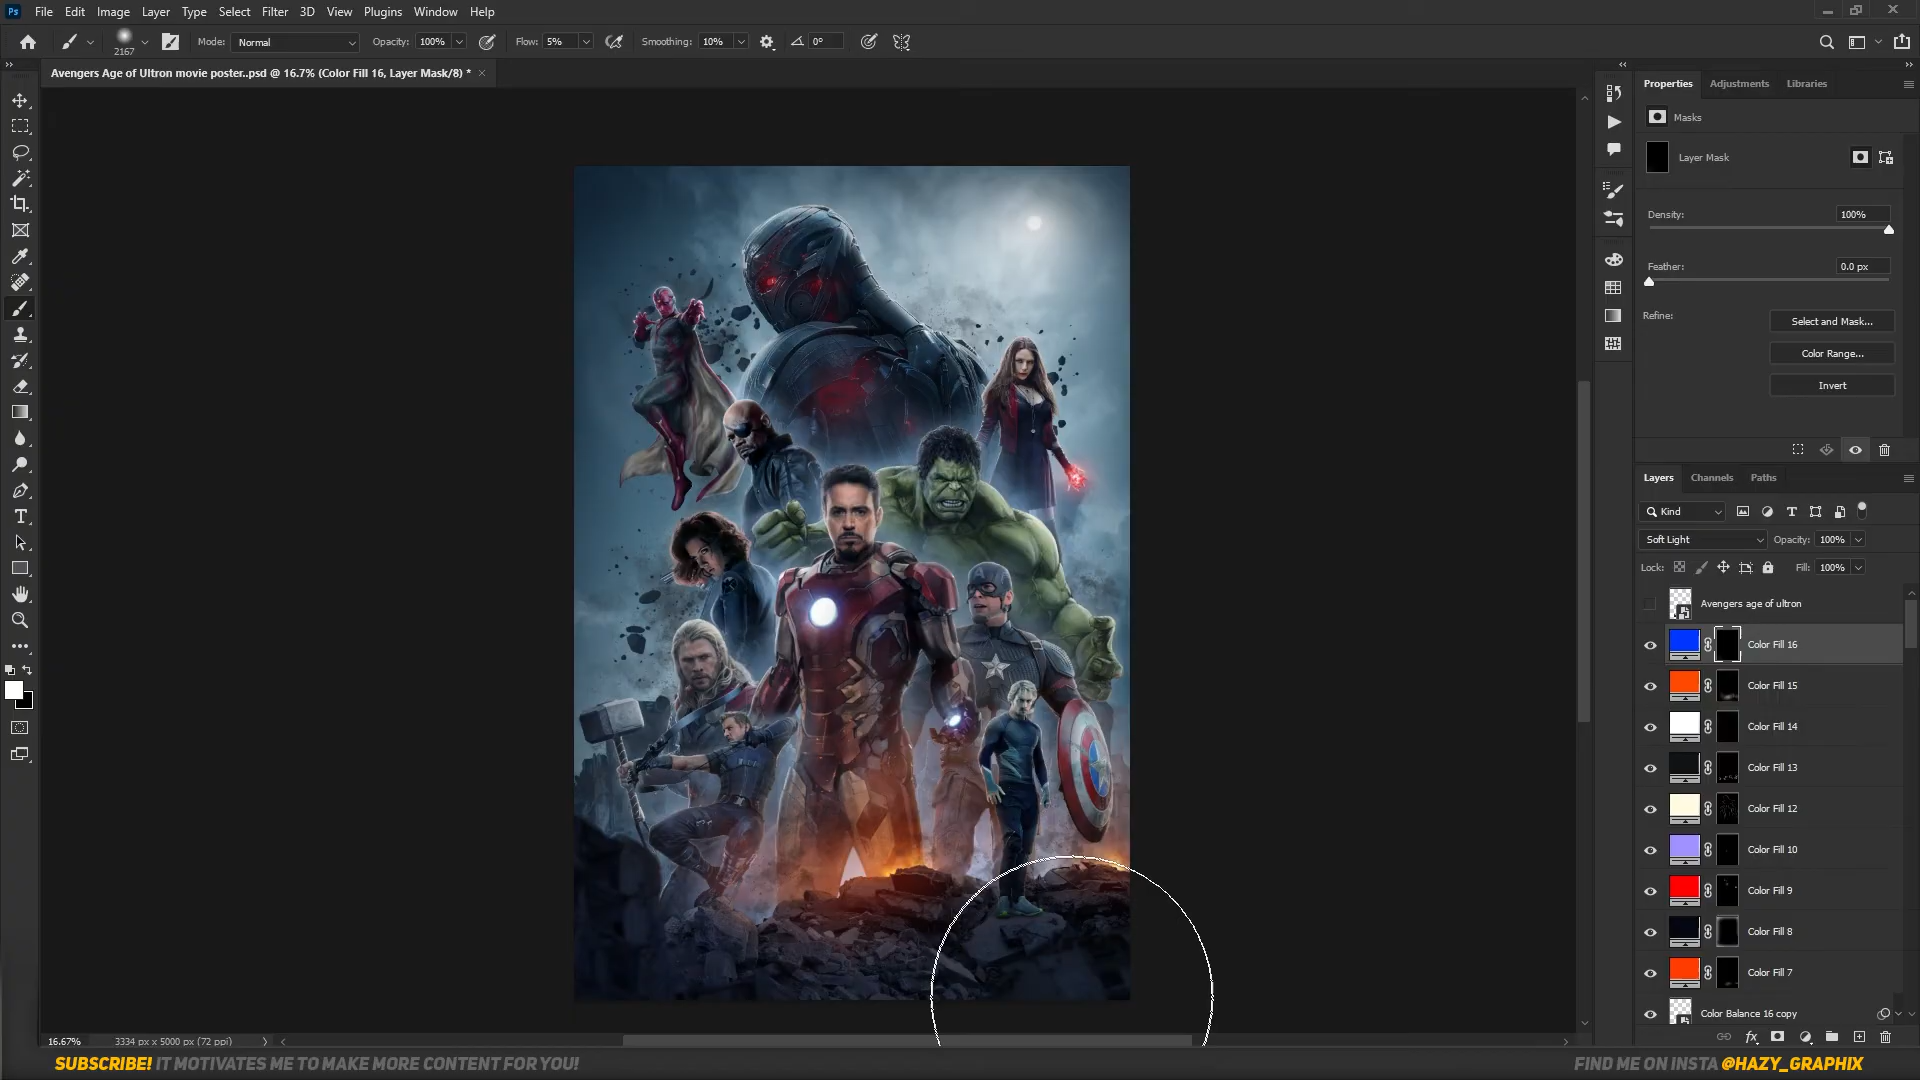 Ps File Edit Image Layer Type Select Filter 3D View Plugins Window Help
2167 Mode: Normal Opacity: 100% Flow: 5% Smoothing: 10% 0°
Avengers Age of Ultron movie poster..psd @ 16.7% (Color Fill 16, Layer Mask/8) *
Properties Adjustments Libraries
Masks
Layer Mask
Density: 100%
Feather: 0.0 px
Refine: Select and Mask...
Color Range...
Invert
Layers Channels Paths
Kind
Soft Light Opacity: 100%
Lock: Fill: 100%
Avengers age of ultron
Color Fill 16
Color Fill 15
Color Fill 14
Color Fill 13
Color Fill 12
Color Fill 10
Color Fill 9
Color Fill 8
Color Fill 7
Color Balance 16 copy
16.67% 3334 px x 5000 px (72 ppi)
SUBSCRIBE! IT MOTIVATES ME TO MAKE MORE CONTENT FOR YOU! FIND ME ON INSTA @HAZY_GRAPHIX